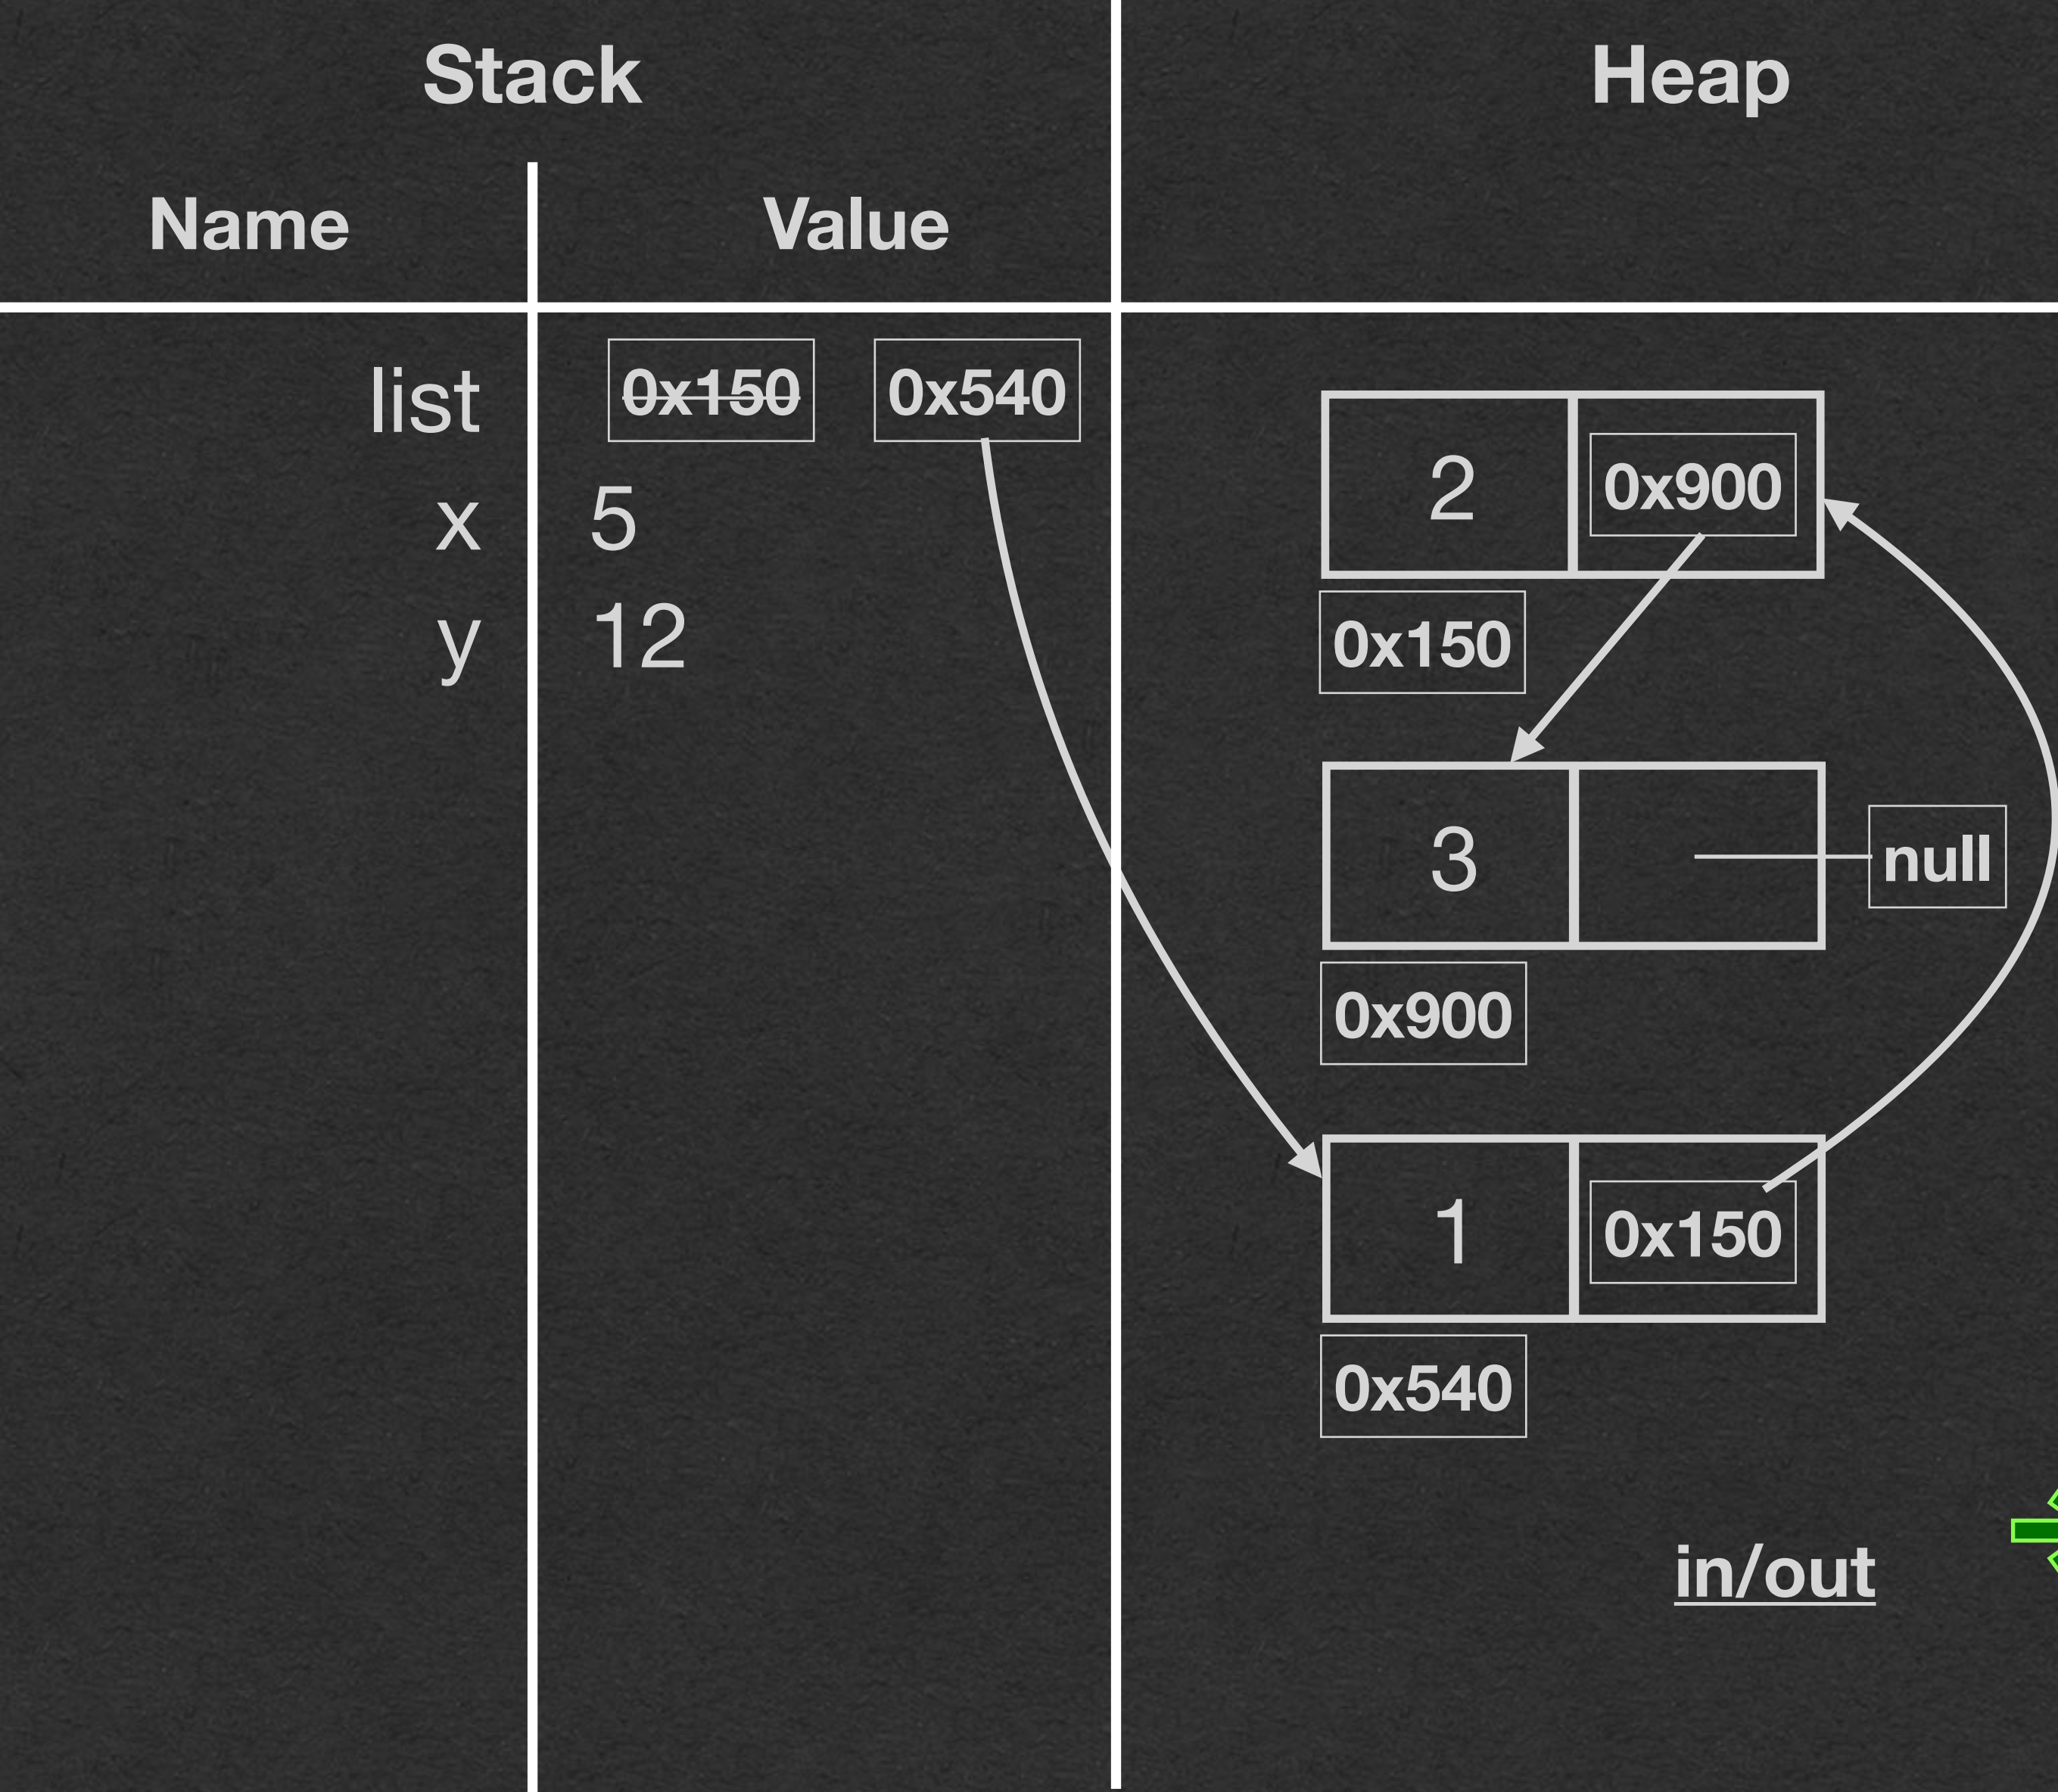 Stack
Heap
Name
Value
list
0x150
0x540
x
5
y
12
2
0x900
0x150
3
null
0x900
1
0x150
0x540
in/out